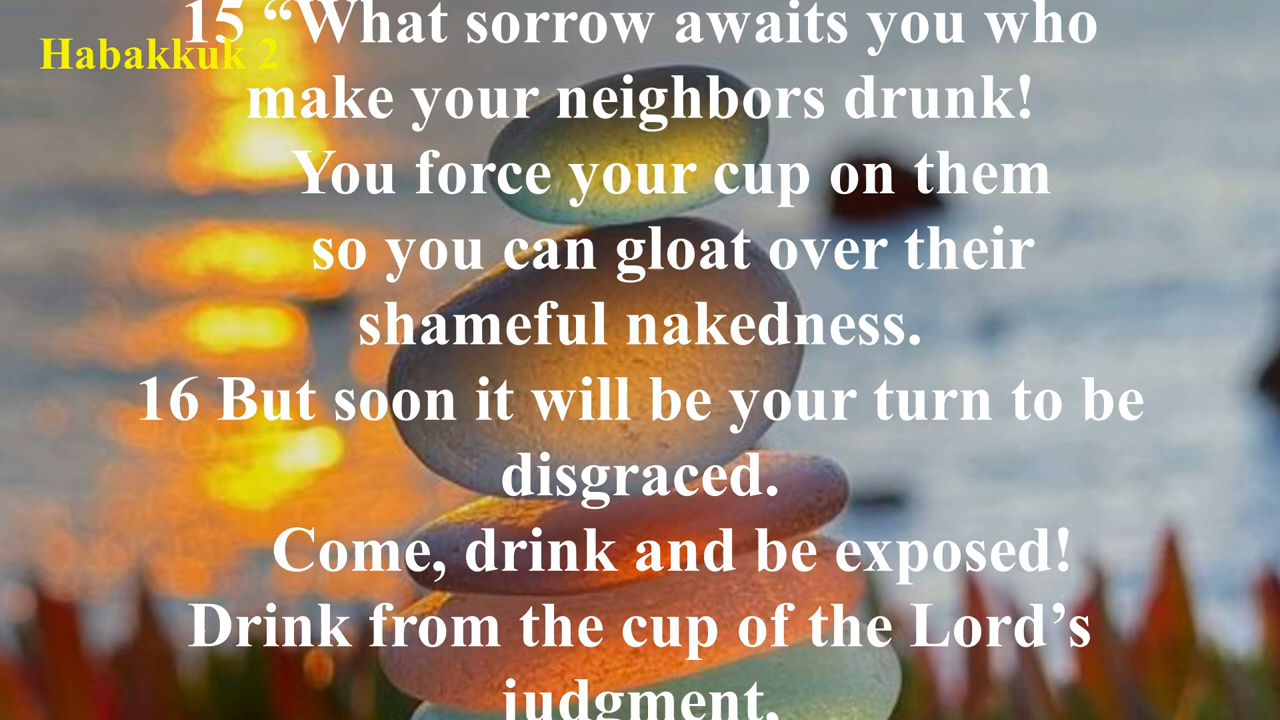 Habakkuk 2
15 “What sorrow awaits you who
make your neighbors drunk!
You force your cup on them
so you can gloat over their
shameful nakedness.
16 But soon it will be your turn to be
disgraced.
Come, drink and be exposed!
Drink from the cup of the Lord’s
judgment,